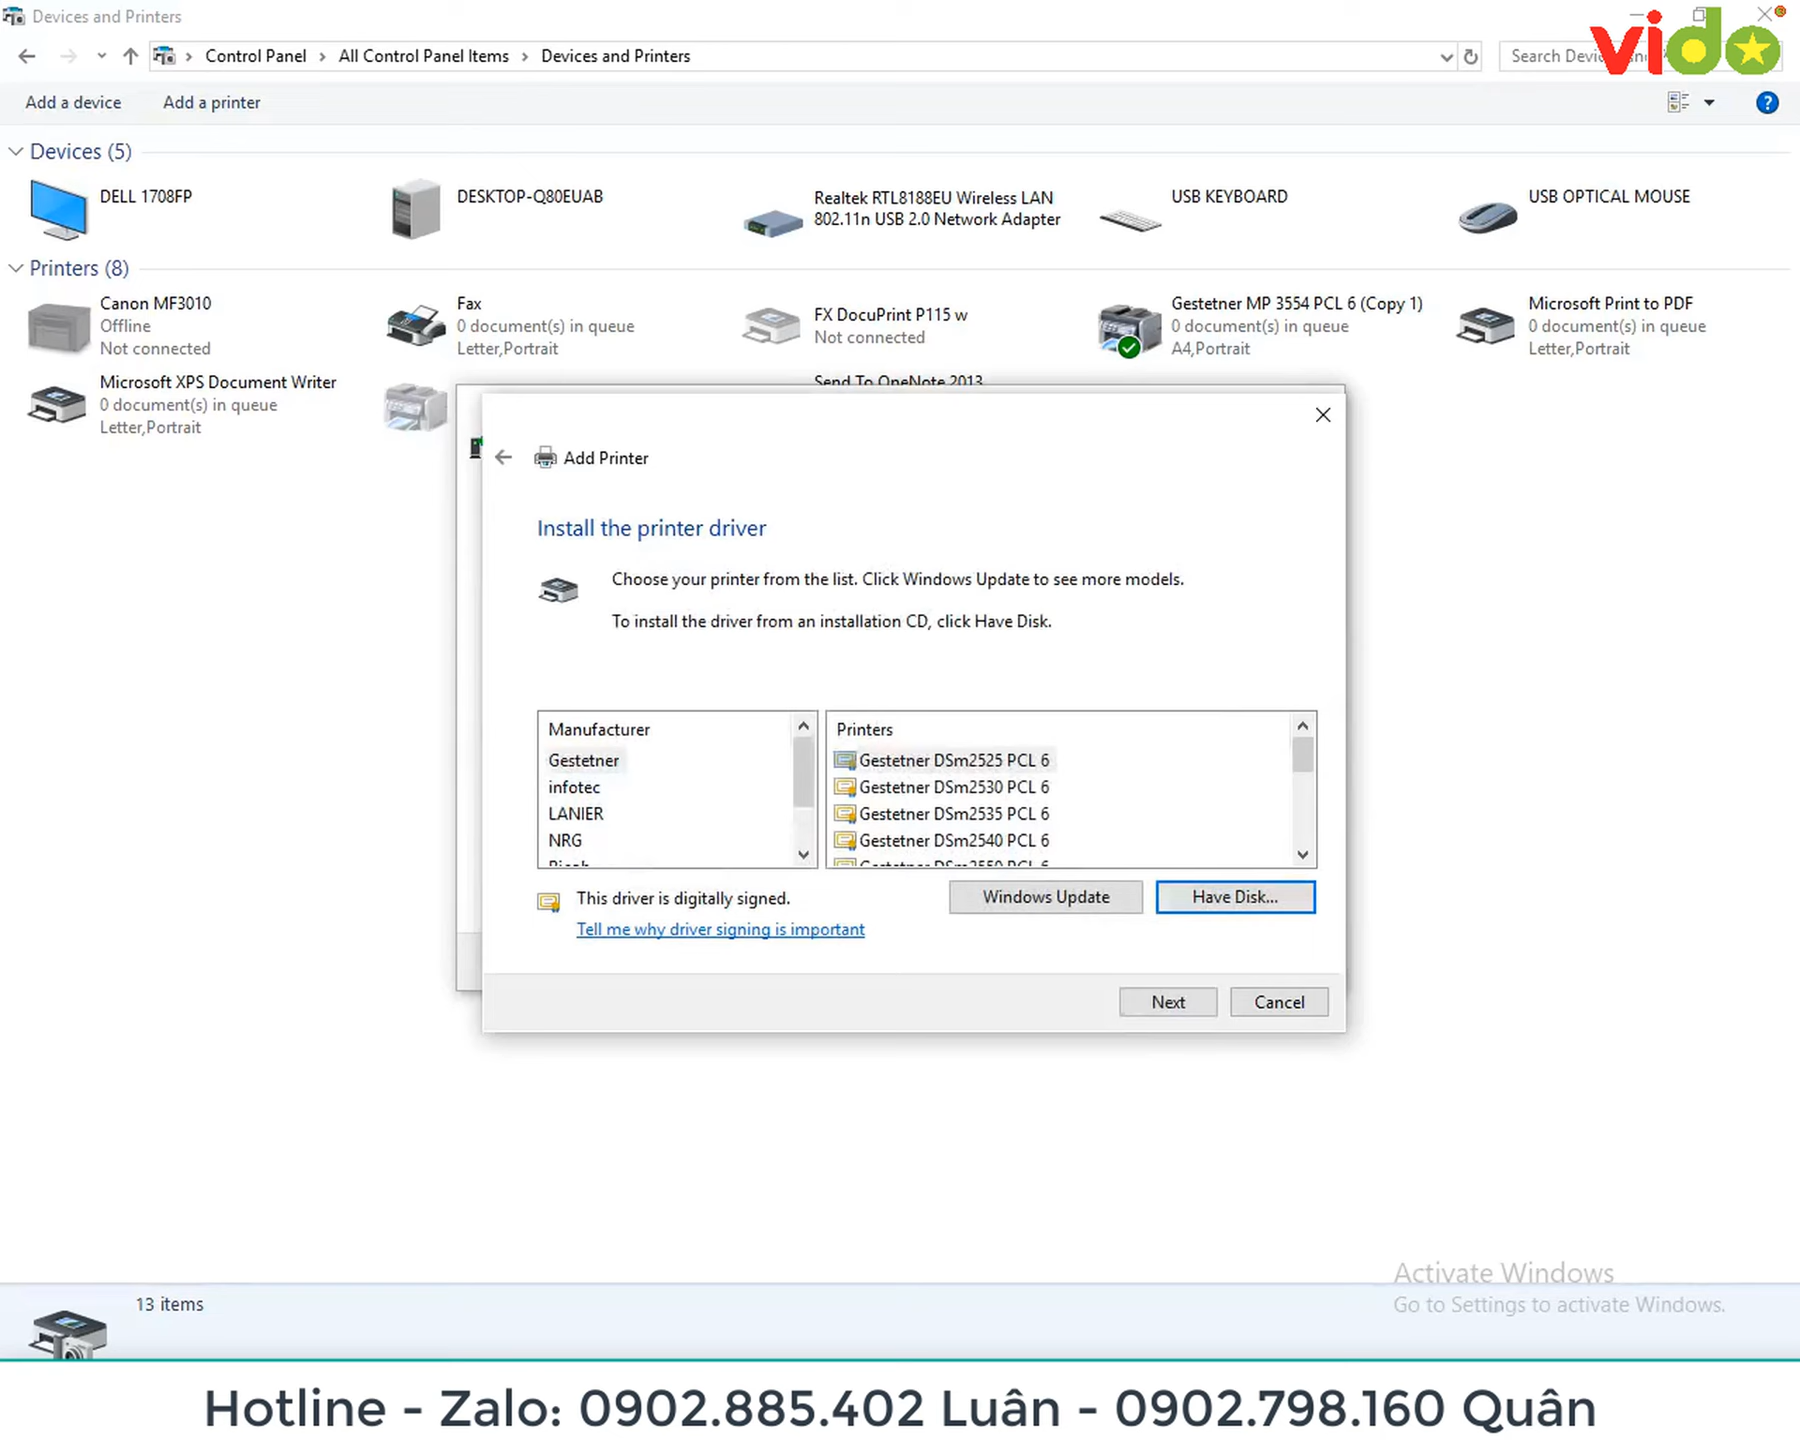 Devices and Printers
vido
Control Panel > All Control Panel Items > Devices and Printers
Add a device Add a printer
Devices (5)
DELL 1708FP
DESKTOP-Q80EUAB
Realtek RTL8188EU Wireless LAN
802.11n USB 2.0 Network Adapter
USB KEYBOARD
USB OPTICAL MOUSE
Printers (8)
Canon MF3010
Offline
Not connected
Fax
0 document(s) in queue
Letter,Portrait
FX DocuPrint P115 w
Not connected
Gestetner MP 3554 PCL 6 (Copy 1)
0 document(s) in queue
A4,Portrait
Microsoft Print to PDF
0 document(s) in queue
Letter,Portrait
Microsoft XPS Document Writer
0 document(s) in queue
Letter,Portrait
Send To OneNote 2013
Add Printer
Install the printer driver
Choose your printer from the list. Click Windows Update to see more models.
To install the driver from an installation CD, click Have Disk.
Manufacturer
Gestetner
infotec
LANIER
NRG
Printers
Gestetner DSm2525 PCL 6
Gestetner DSm2530 PCL 6
Gestetner DSm2535 PCL 6
Gestetner DSm2540 PCL 6
This driver is digitally signed.
Tell me why driver signing is important
Windows Update
Have Disk...
Next
Cancel
Activate Windows
Go to Settings to activate Windows.
13 items
Hotline - Zalo: 0902.885.402 Luân - 0902.798.160 Quân